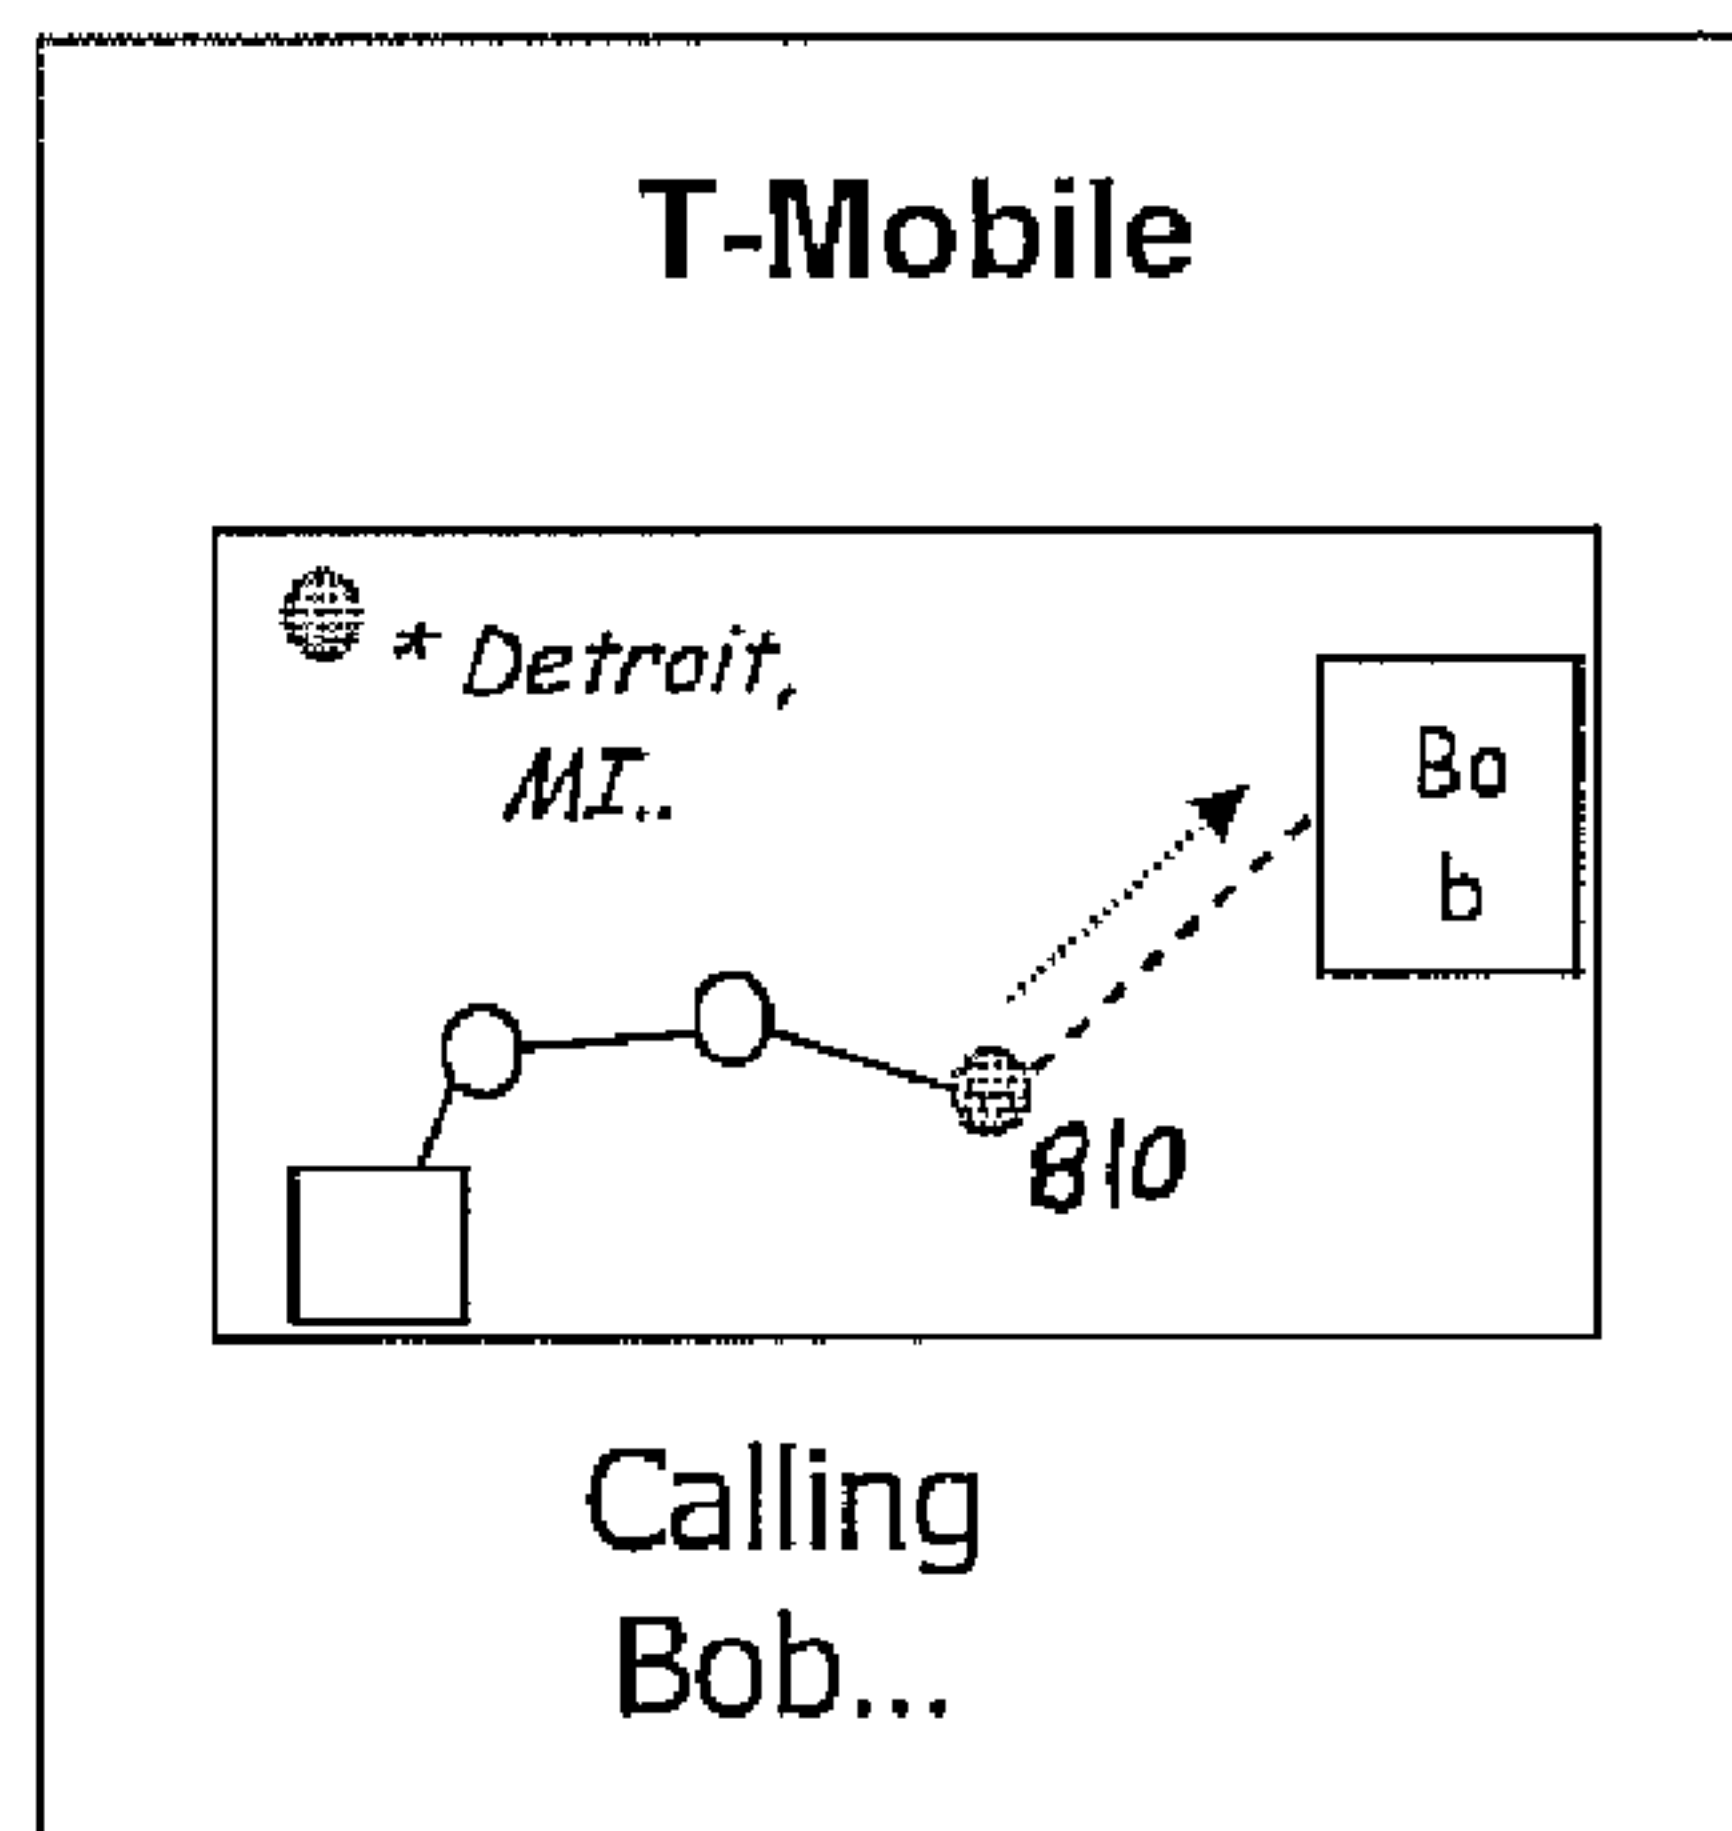 T-Mobile
* Detroit,
MI..
Bo
b
810
Calling
Bob...